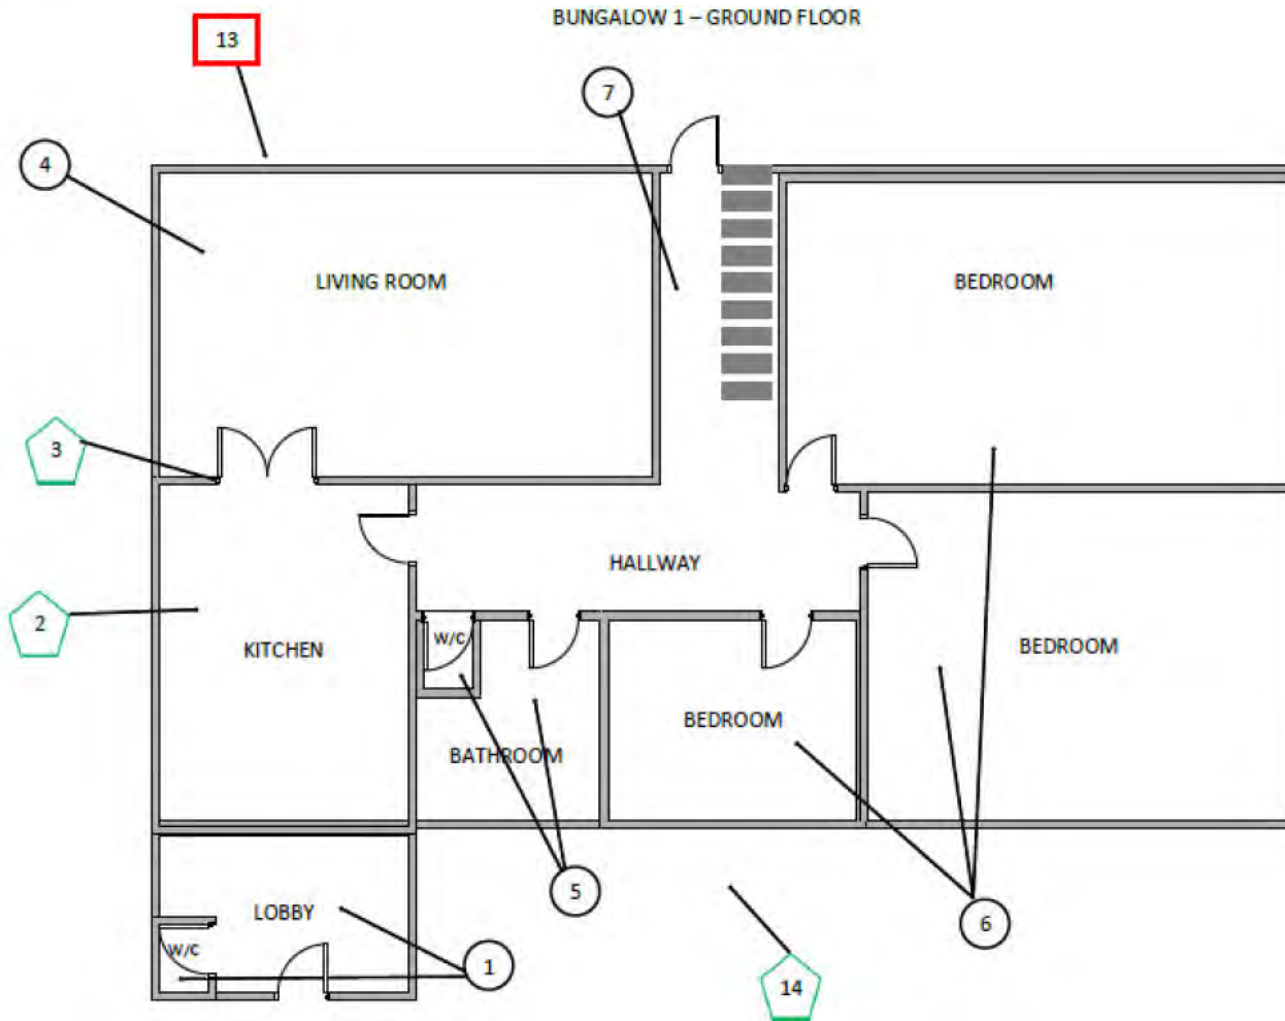 BUNGALOW 1 – GROUND FLOOR
13
7
4
LIVING ROOM
BEDROOM
3
HALLWAY
2
KITCHEN
W/C
BEDROOM
BEDROOM
BATHROOM
5
6
LOBBY
W/C
1
14